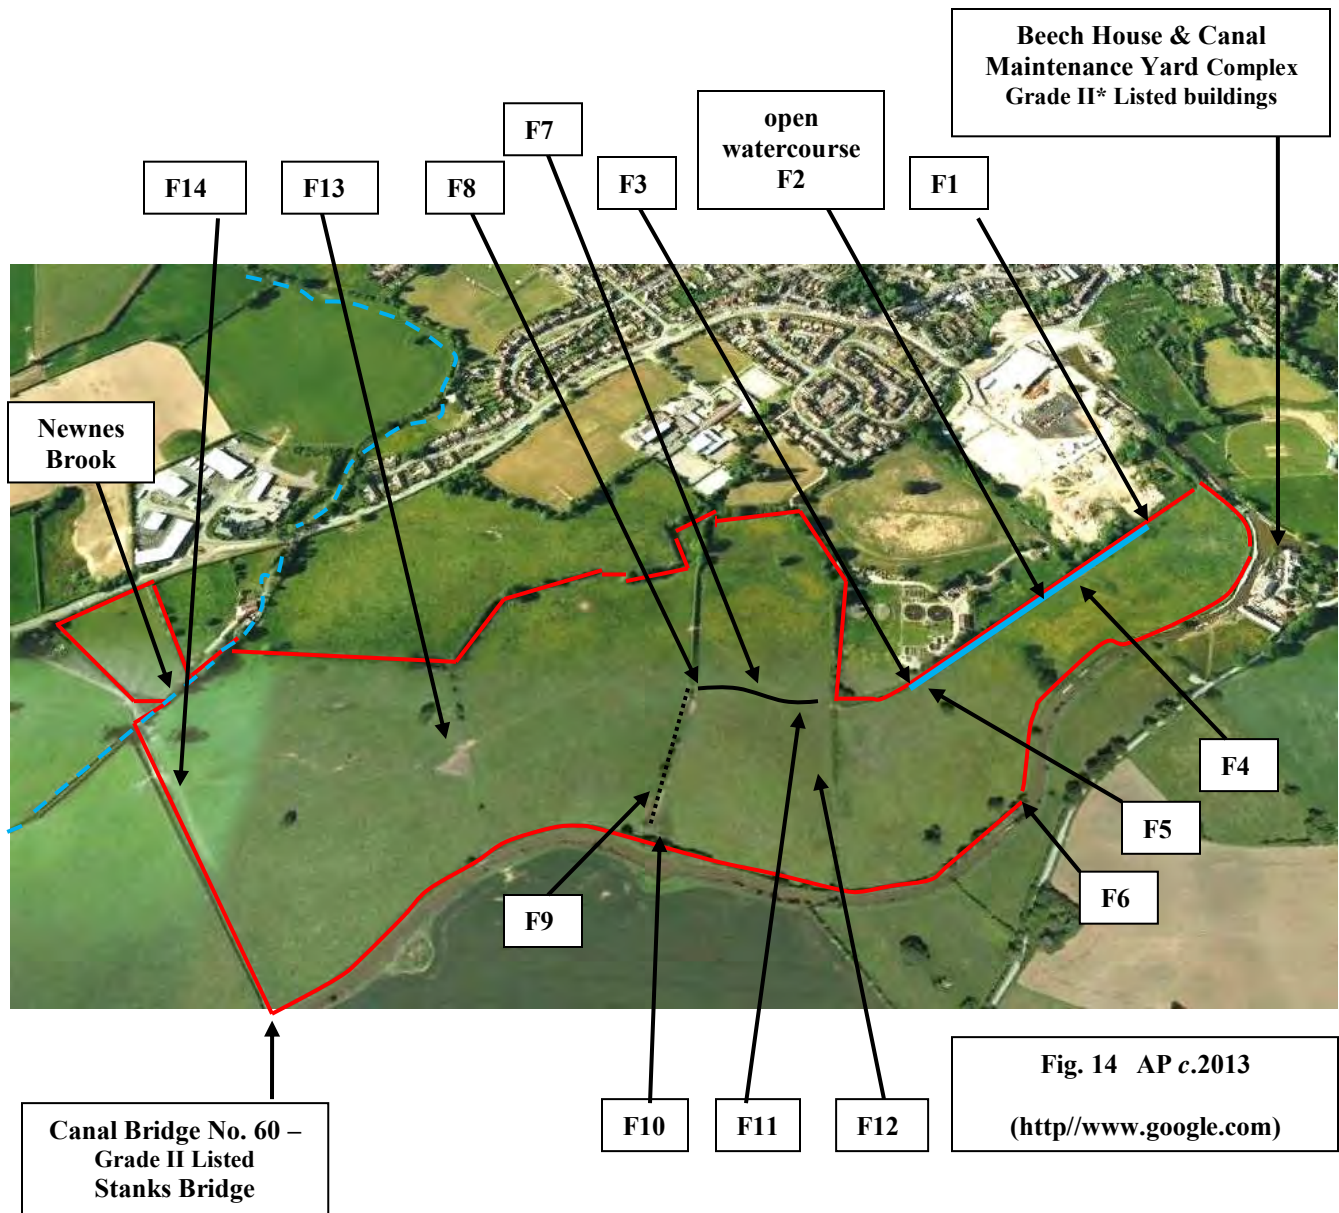 Beech House & Canal
Maintenance Yard Complex
Grade II* Listed buildings
F7
open
watercourse
F2
F14
F13
F8
F3
F1
Newnes
Brook
F4
F5
F6
F9
F10
F11
F12
Fig. 14 AP c.2013
(http//www.google.com)
Canal Bridge No. 60 –
Grade II Listed
Stanks Bridge